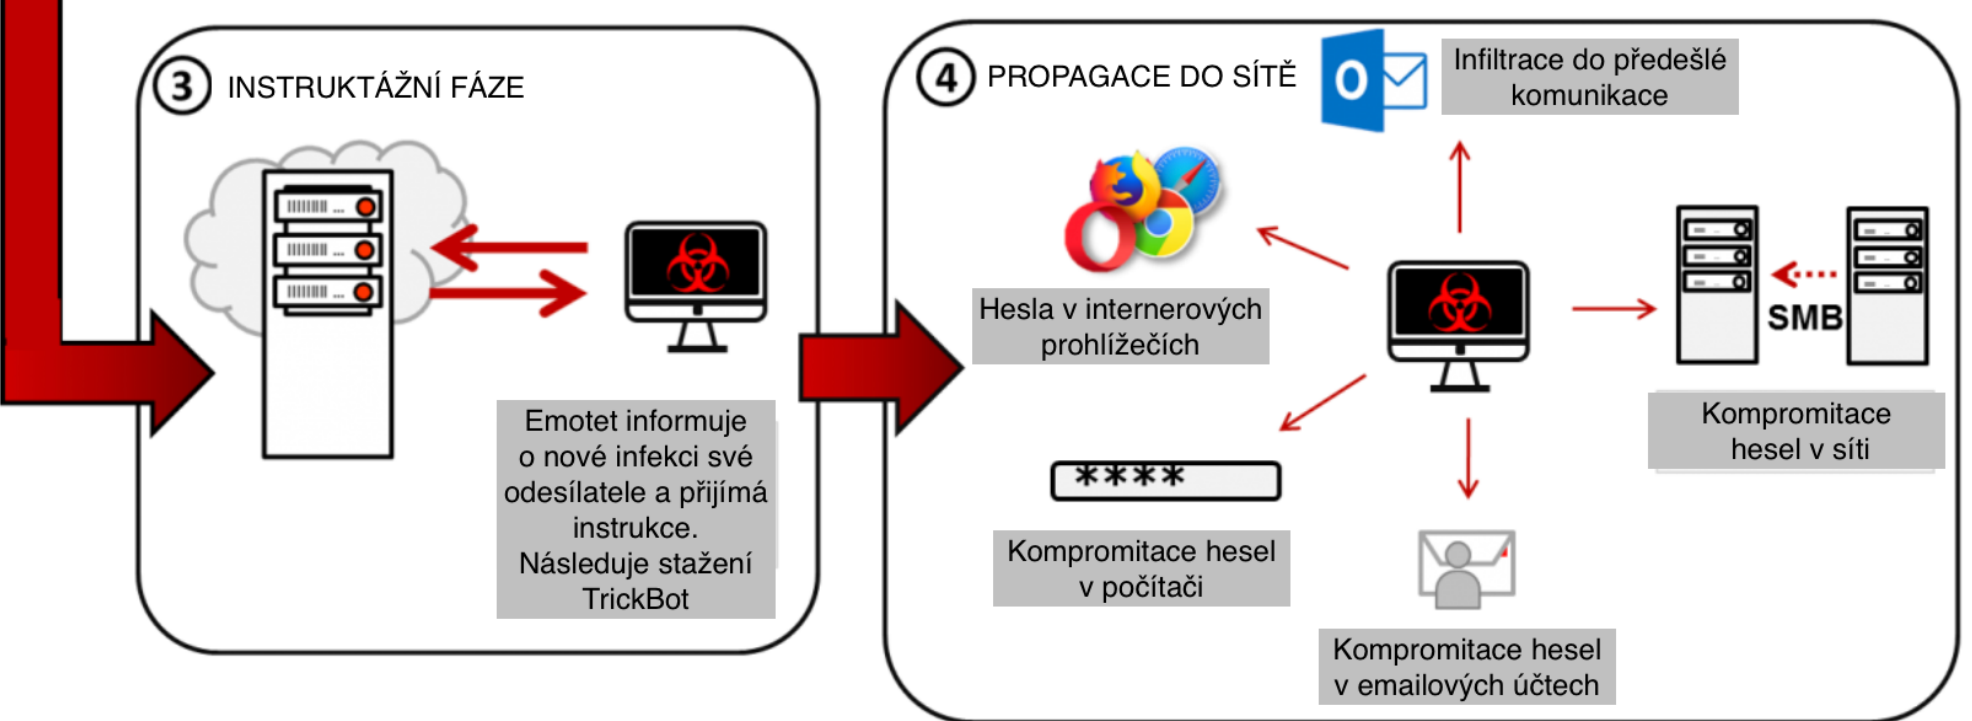 3
INSTRUKTÁŽNÍ FÁZE
Emotet informuje
o nové infekci své
odesílatele a přijímá
instrukce.
Následuje stažení
TrickBot
4
PROPAGACE DO SÍTĚ
O
Infiltrace do předešlé
komunikace
Hesla v internerových
prohlížečích
SMB
Kompromitace
hesel v síti
****
Kompromitace hesel
v počítači
Kompromitace hesel
v emailových účtech